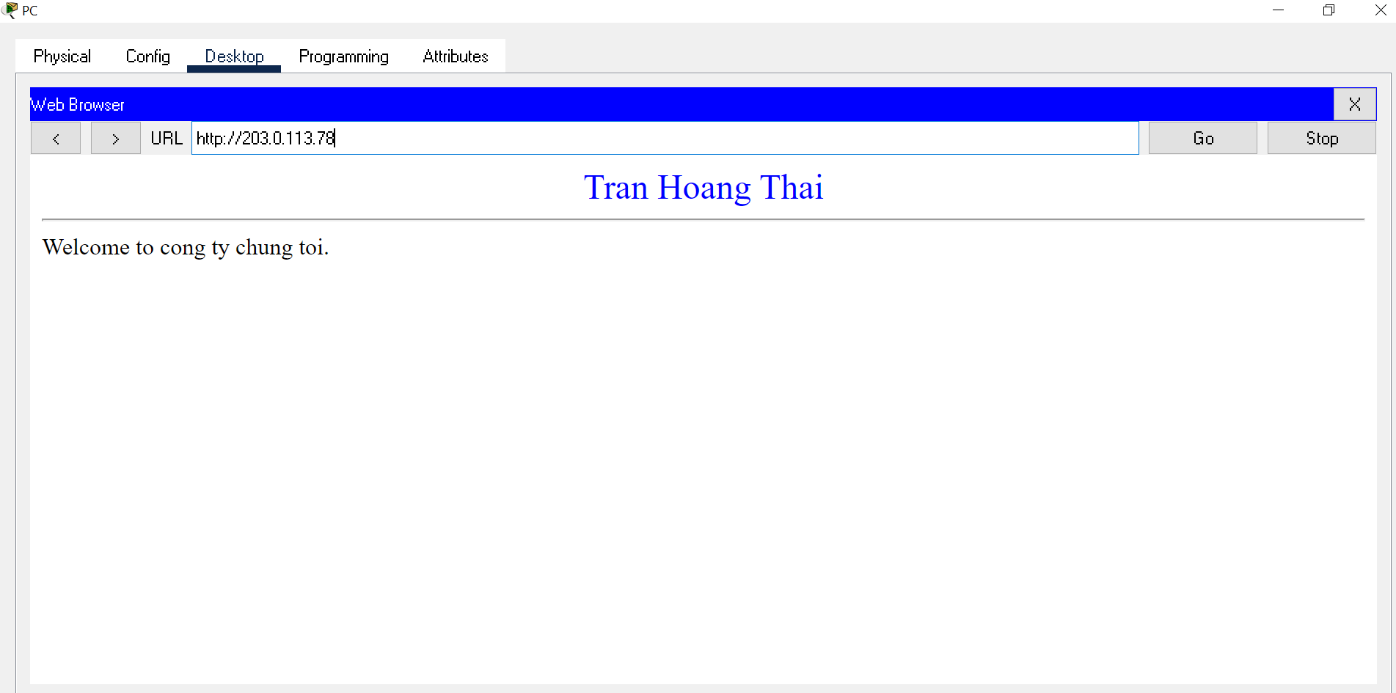 PC
Physical Config Desktop Programming Attributes
Web Browser X
< > URL http://203.0.113.78 Go Stop
Tran Hoang Thai
Welcome to cong ty chung toi.